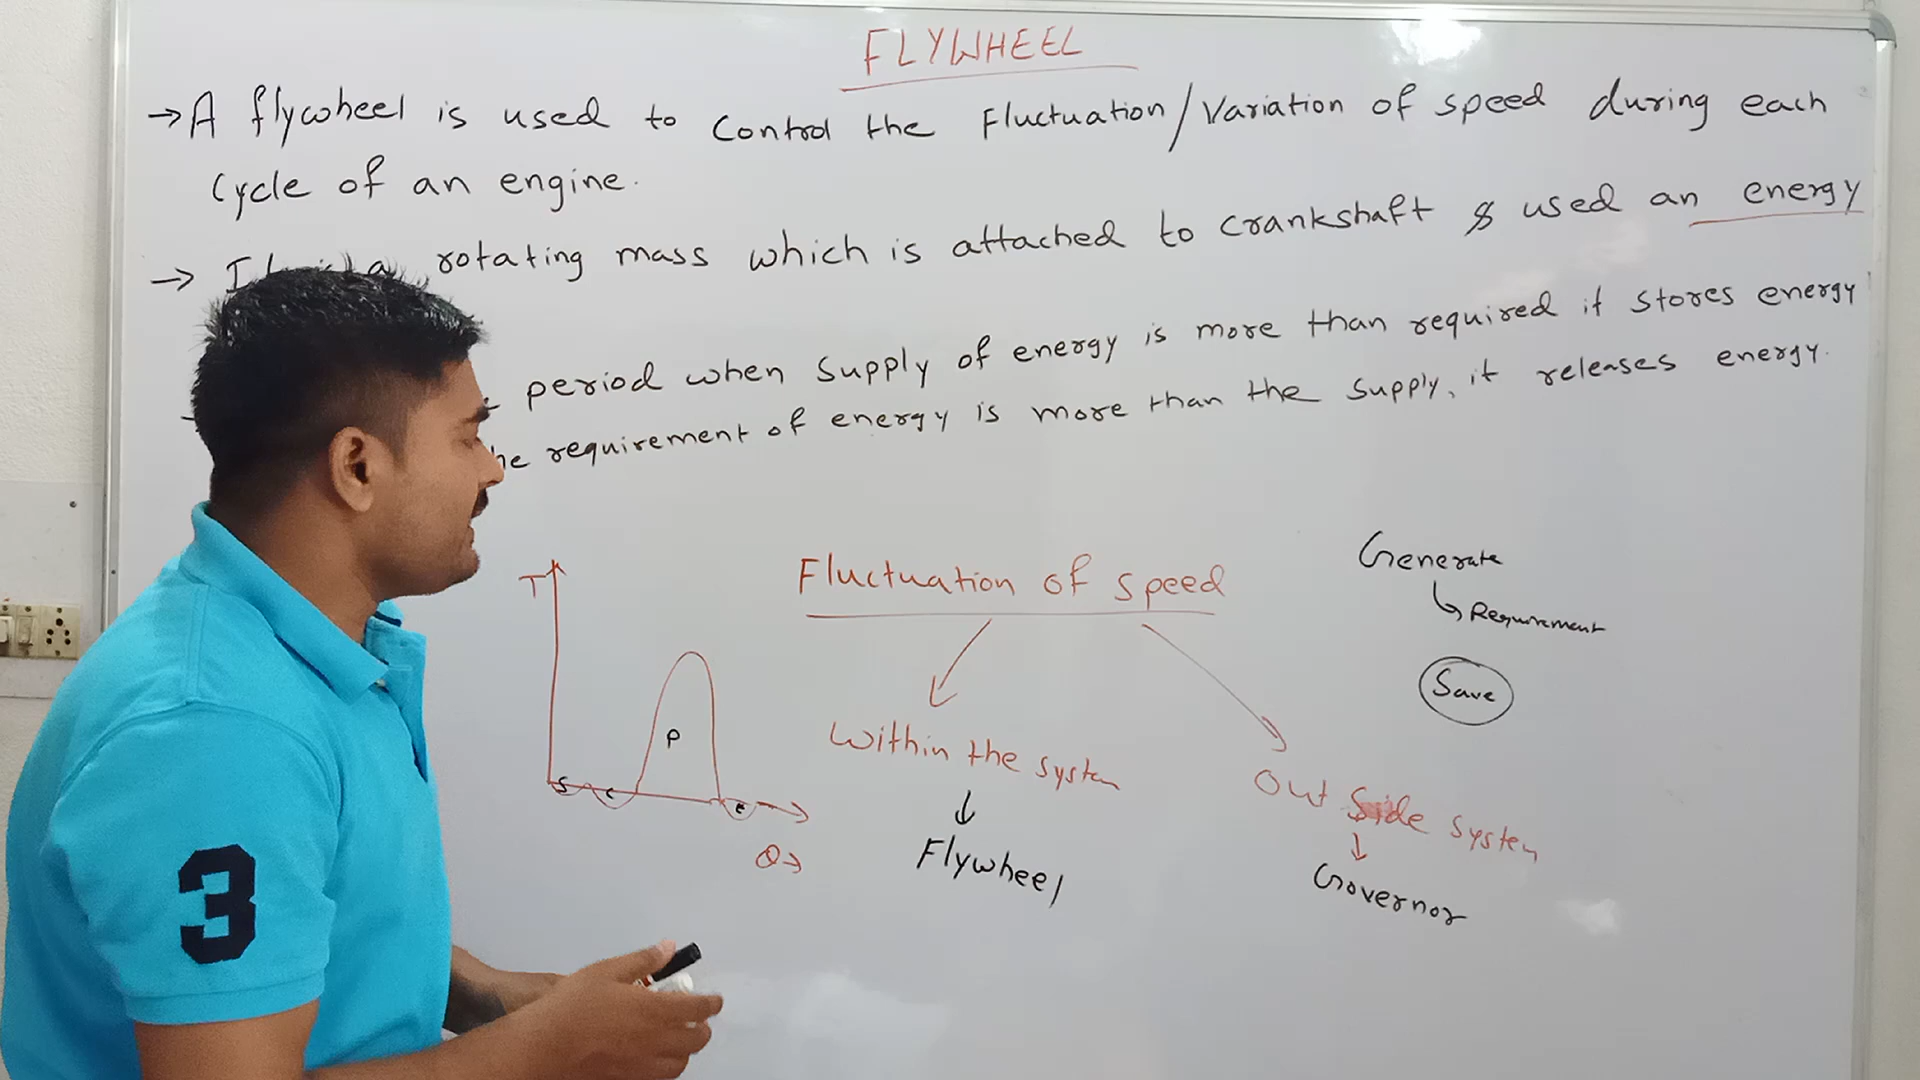 FLYWHEEL
→ A flywheel is used to control the Fluctuation/Variation of speed during each
cycle of an engine.
→ rotating mass which is attached to crankshaft & used an energy
period when supply of energy is more than required it stores energy
requirement of energy is more than the supply, it releases energy.
Fluctuation of speed
Generate
Requirement
Save
T
P
S
C
E
θ→
Within the system
Out Side system
Flywheel
Governor
3